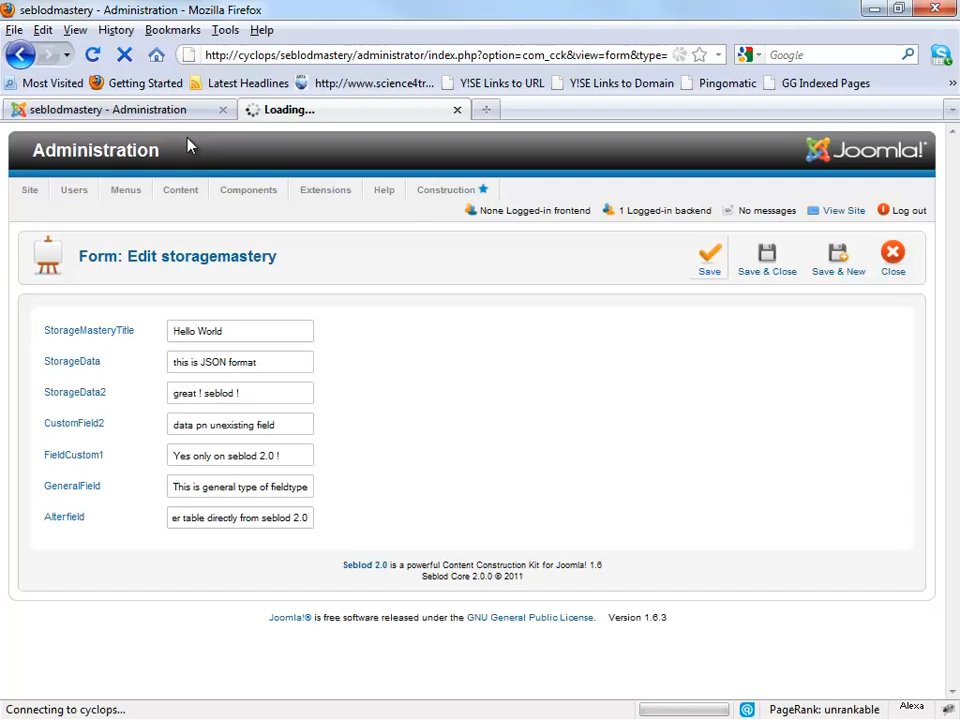 seblodmastery - Administration - Mozilla Firefox
File Edit View History Bookmarks Tools Help
http://cyclops/seblodmastery/administrator/index.php?option=com_cck&view=form&type= Google
Most Visited Getting Started Latest Headlines http://www.science4tr... Y!SE Links to URL Y!SE Links to Domain Pingomatic GG Indexed Pages »
seblodmastery - Administration Loading...
Administration Joomla!
Site Users Menus Content Components Extensions Help Construction
None Logged-in frontend 1 Logged-in backend No messages View Site Log out
Form: Edit storagemastery
Save Save & Close Save & New Close
StorageMasteryTitle Hello World
StorageData this is JSON format
StorageData2 great ! seblod !
CustomField2 data pn unexisting field
FieldCustom1 Yes only on seblod 2.0 !
GeneralField This is general type of fieldtype
Alterfield er table directly from seblod 2.0
Seblod 2.0 is a powerful Content Construction Kit for Joomla! 1.6
Seblod Core 2.0.0 © 2011
Joomla!® is free software released under the GNU General Public License. Version 1.6.3
Connecting to cyclops... PageRank: unrankable Alexa